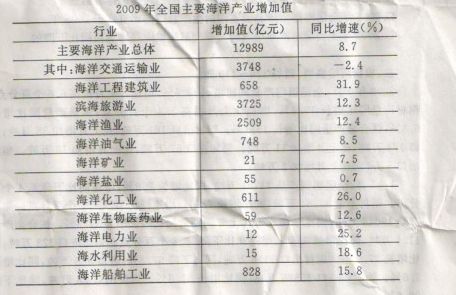 2009年全国主要海洋产业增加值
行业 增加值(亿元) 同比增速(%)
主要海洋产业总体 12989 8.7
其中:海洋交通运输业 3748 -2.4
海洋工程建筑业 658 31.9
滨海旅游业 3725 12.3
海洋渔业 2509 12.4
海洋油气业 748 8.5
海洋矿业 21 7.5
海洋盐业 55 0.7
海洋化工业 611 26.0
海洋生物医药业 59 12.6
海洋电力业 12 25.2
海水利用业 15 18.6
海洋船舶工业 828 15.8